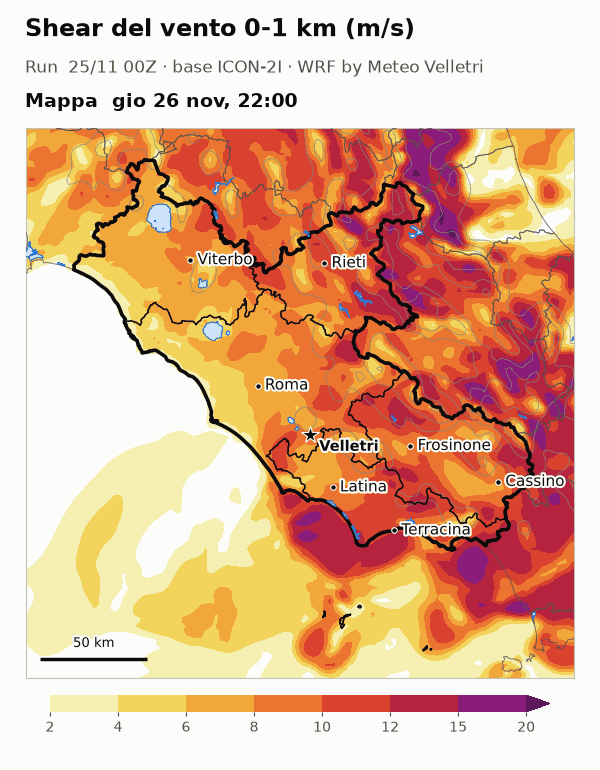 Shear del vento 0-1 km (m/s)
Run  25/11 00Z · base ICON-2I · WRF by Meteo Velletri
Mappa  gio 26 nov, 22:00
Viterbo
Rieti
Roma
Velletri
Frosinone
Latina
Cassino
Terracina
50 km
2 4 6 8 10 12 15 20